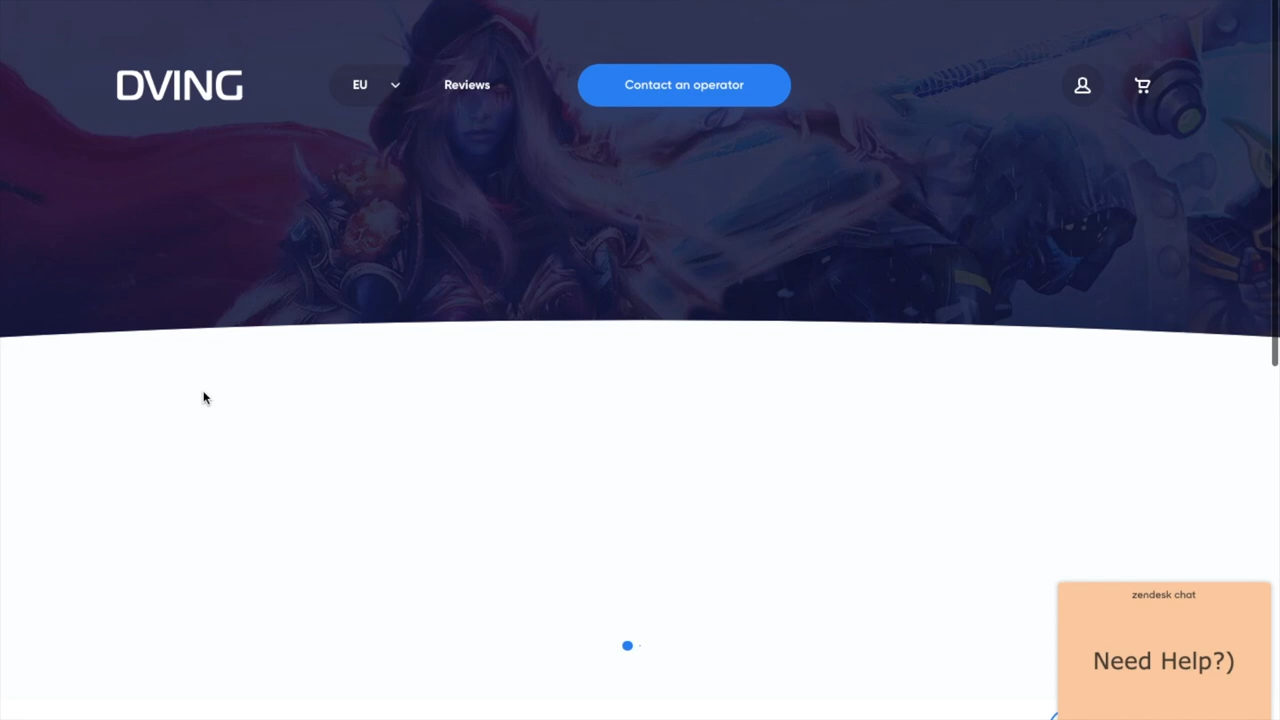 DVING
EU
Reviews
Contact an operator
zendesk chat
Need Help?)